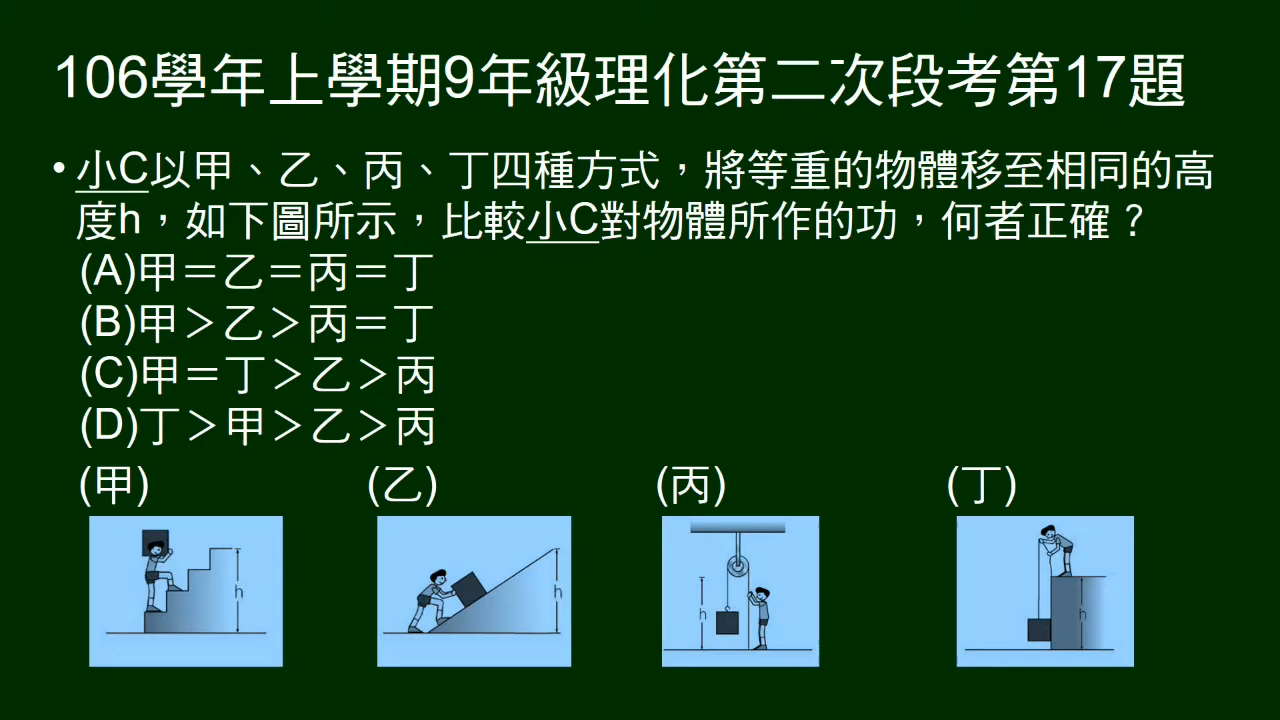 106學年上學期9年級理化第二次段考第17題
•小C以甲、乙、丙、丁四種方式，將等重的物體移至相同的高
度h，如下圖所示，比較小C對物體所作的功，何者正確？
(A)甲＝乙＝丙＝丁
(B)甲＞乙＞丙＝丁
(C)甲＝丁＞乙＞丙
(D)丁＞甲＞乙＞丙
(甲) (乙) (丙) (丁)
h h h h